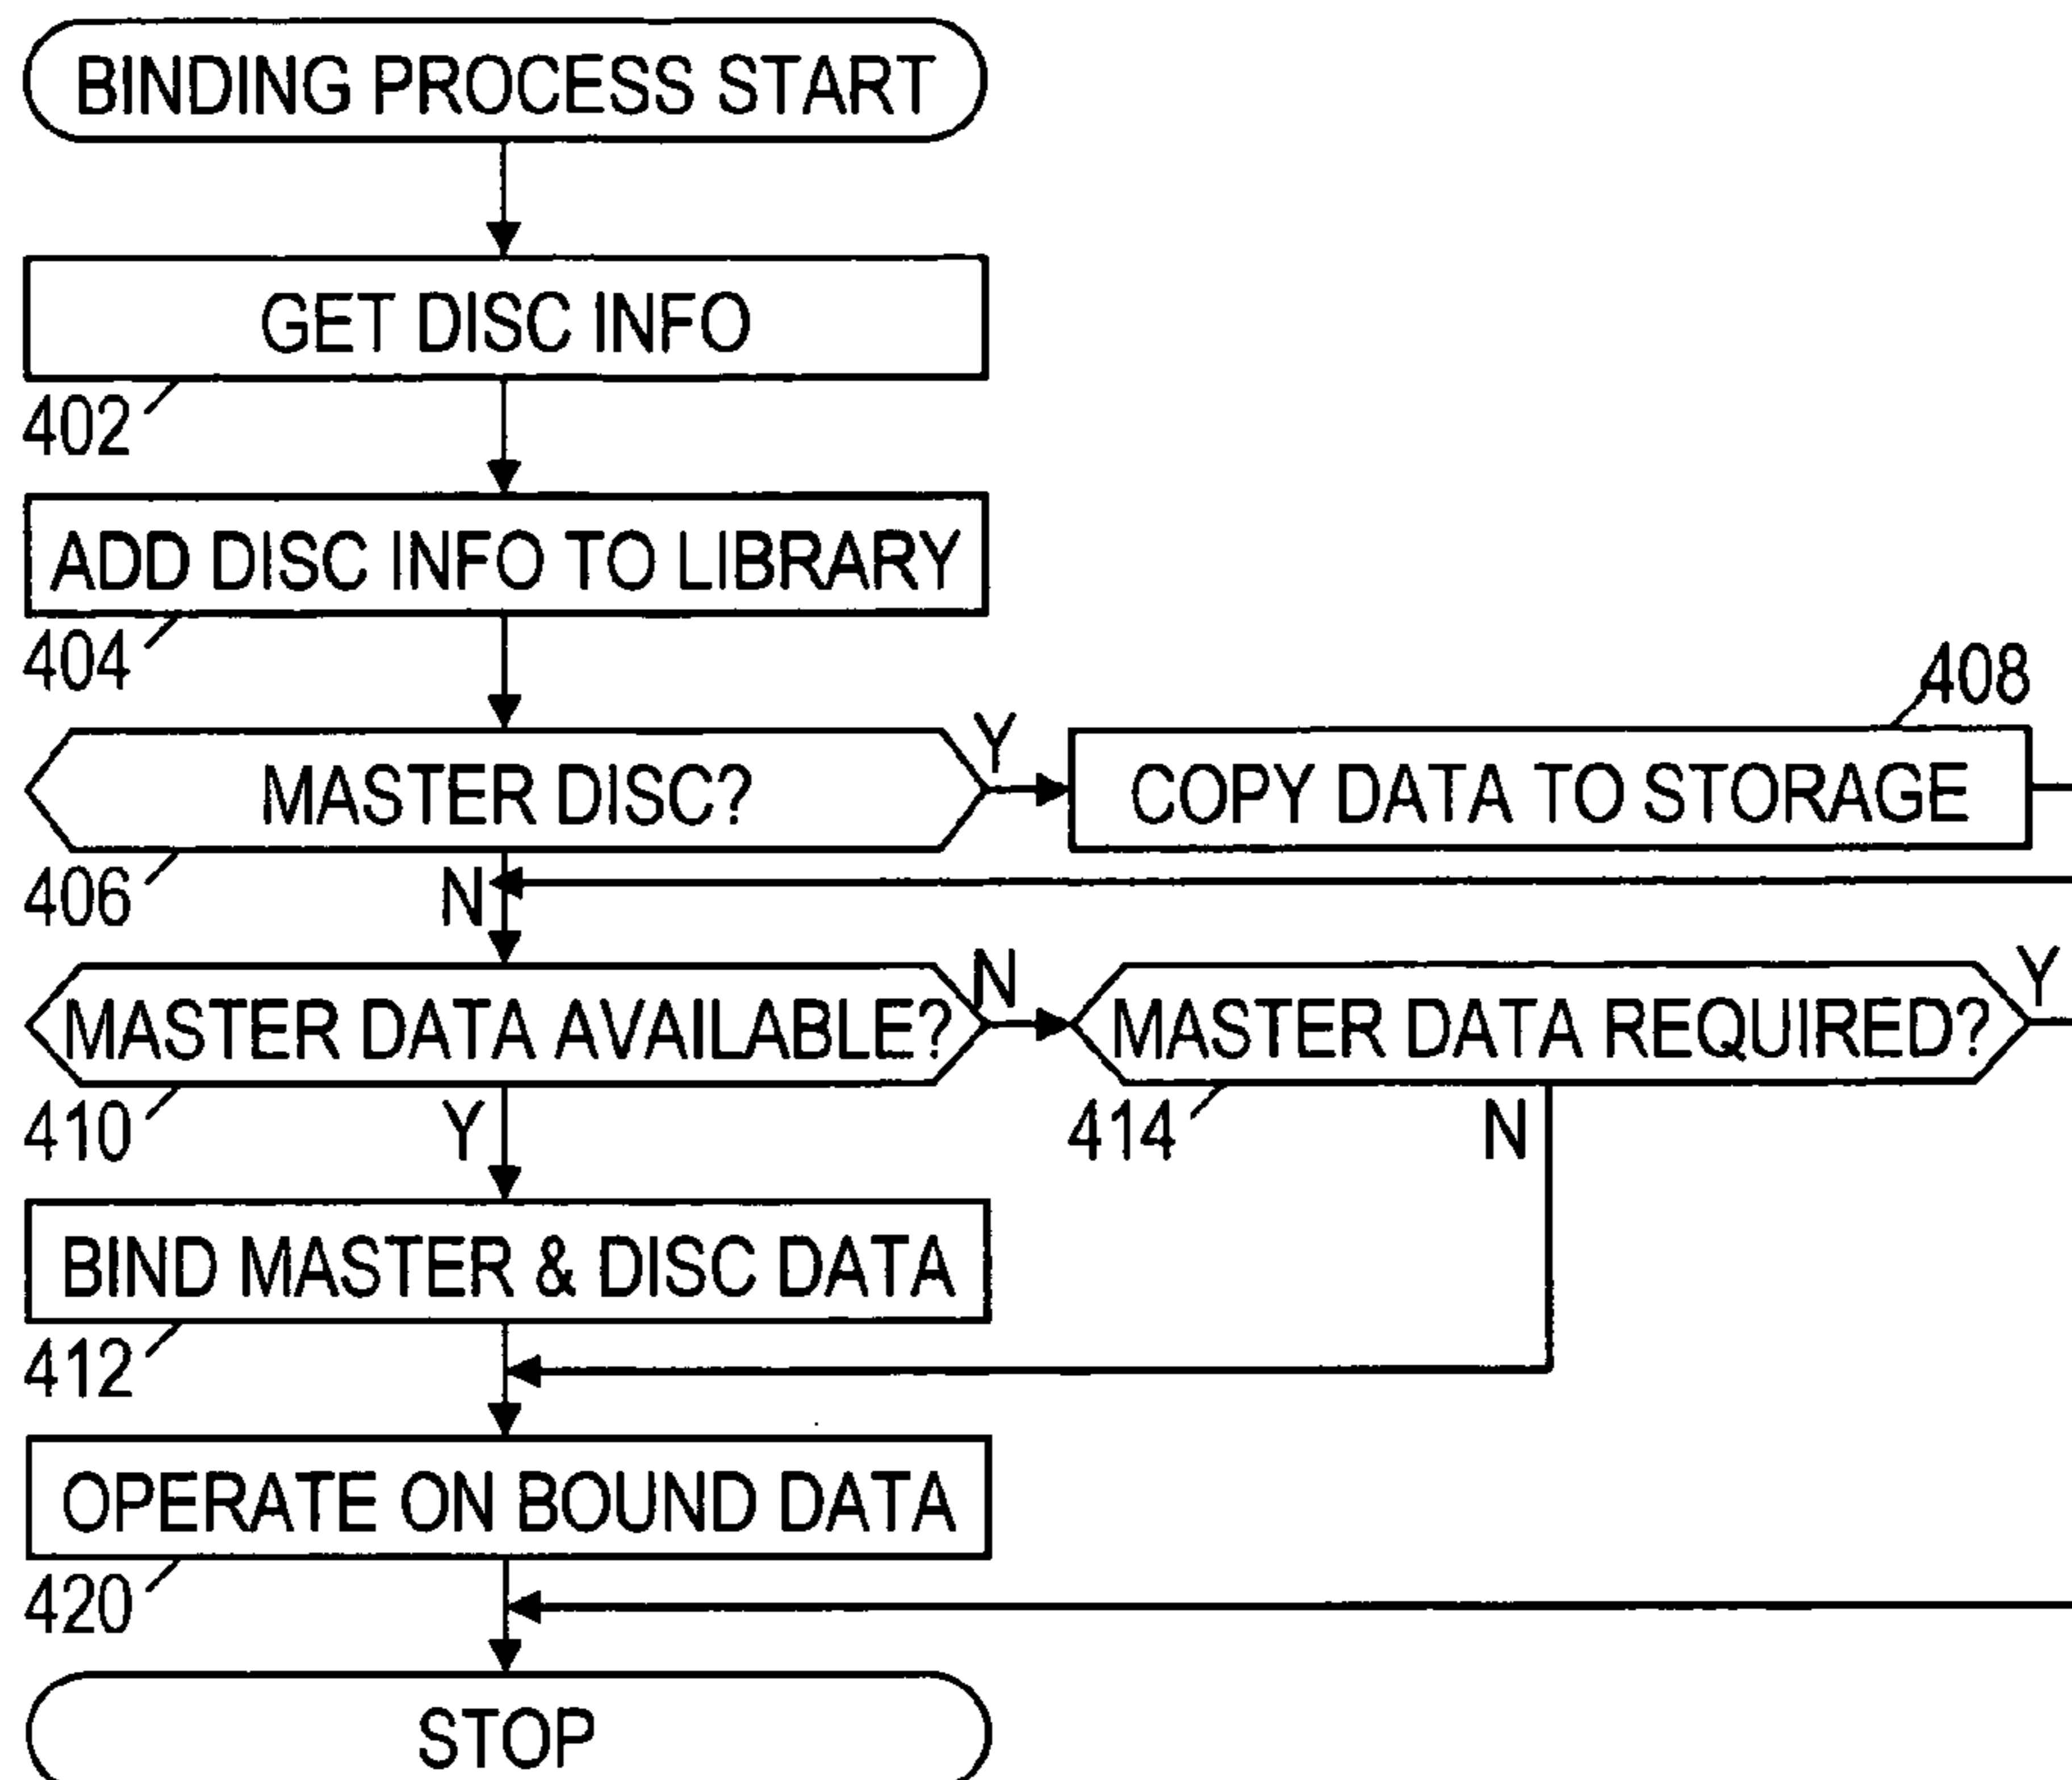 BINDING PROCESS START
GET DISC INFO
402
ADD DISC INFO TO LIBRARY
404
408
MASTER DISC?
Y
COPY DATA TO STORAGE
406
N
MASTER DATA AVAILABLE?
N
MASTER DATA REQUIRED?
Y
410
Y
414
N
BIND MASTER & DISC DATA
412
OPERATE ON BOUND DATA
420
STOP